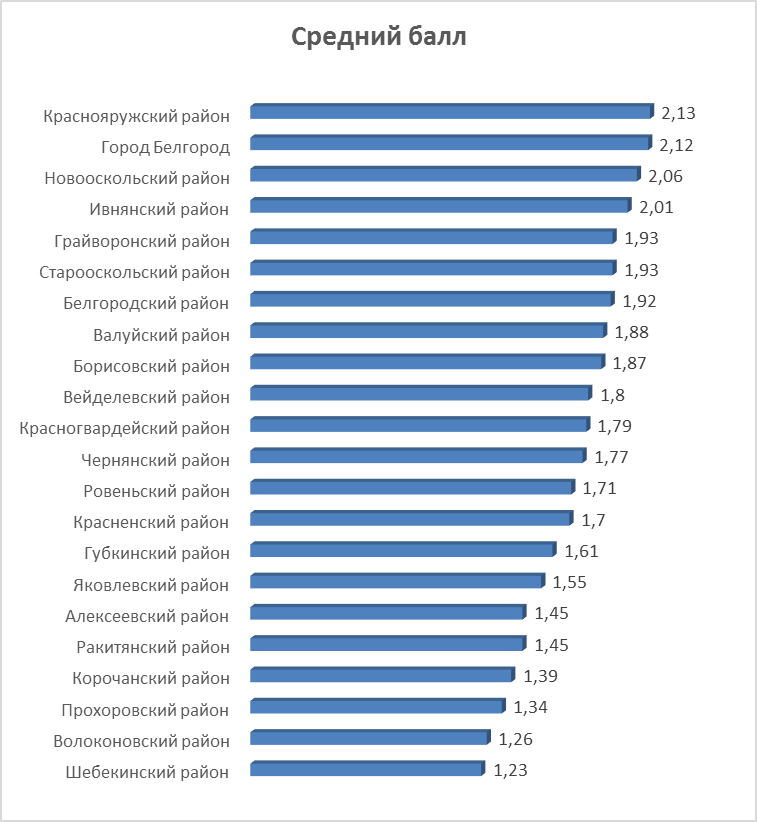 Средний балл
Краснояружский район 2,13
Город Белгород 2,12
Новооскольский район 2,06
Ивнянский район 2,01
Грайворонский район 1,93
Старооскольский район 1,93
Белгородский район 1,92
Валуйский район 1,88
Борисовский район 1,87
Вейделевский район 1,8
Красногвардейский район 1,79
Чернянский район 1,77
Ровеньский район 1,71
Красненский район 1,7
Губкинский район 1,61
Яковлевский район 1,55
Алексеевский район 1,45
Ракитянский район 1,45
Корочанский район 1,39
Прохоровский район 1,34
Волоконовский район 1,26
Шебекинский район 1,23